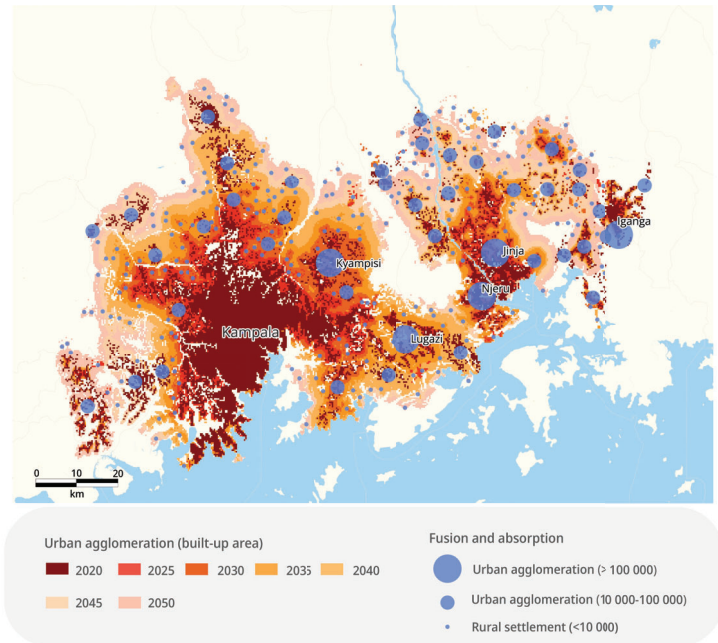 Iganga
Jinja
Kyampisi
Njeru
Kampala
Lugazi
0 10 20
km
Urban agglomeration (built-up area)
2020 2025 2030 2035 2040
2045 2050
Fusion and absorption
Urban agglomeration (> 100 000)
Urban agglomeration (10 000-100 000)
Rural settlement (<10 000)